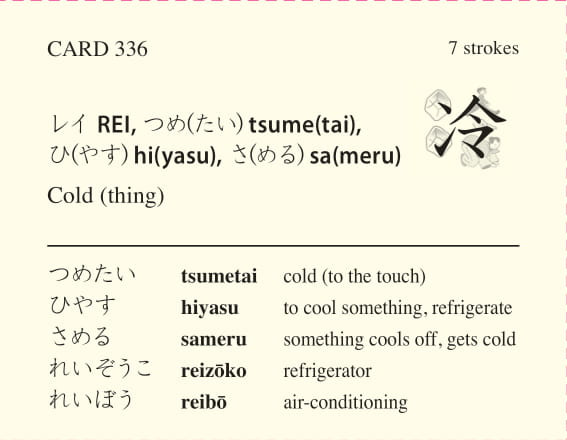 CARD 336 7 strokes
レイ REI, つめ(たい) tsume(tai),
ひ(やす) hi(yasu), さ(める) sa(meru)
冷
Cold (thing)
つめたい tsumetai cold (to the touch)
ひやす hiyasu to cool something, refrigerate
さめる sameru something cools off, gets cold
れいぞうこ reizōko refrigerator
れいぼう reibō air-conditioning